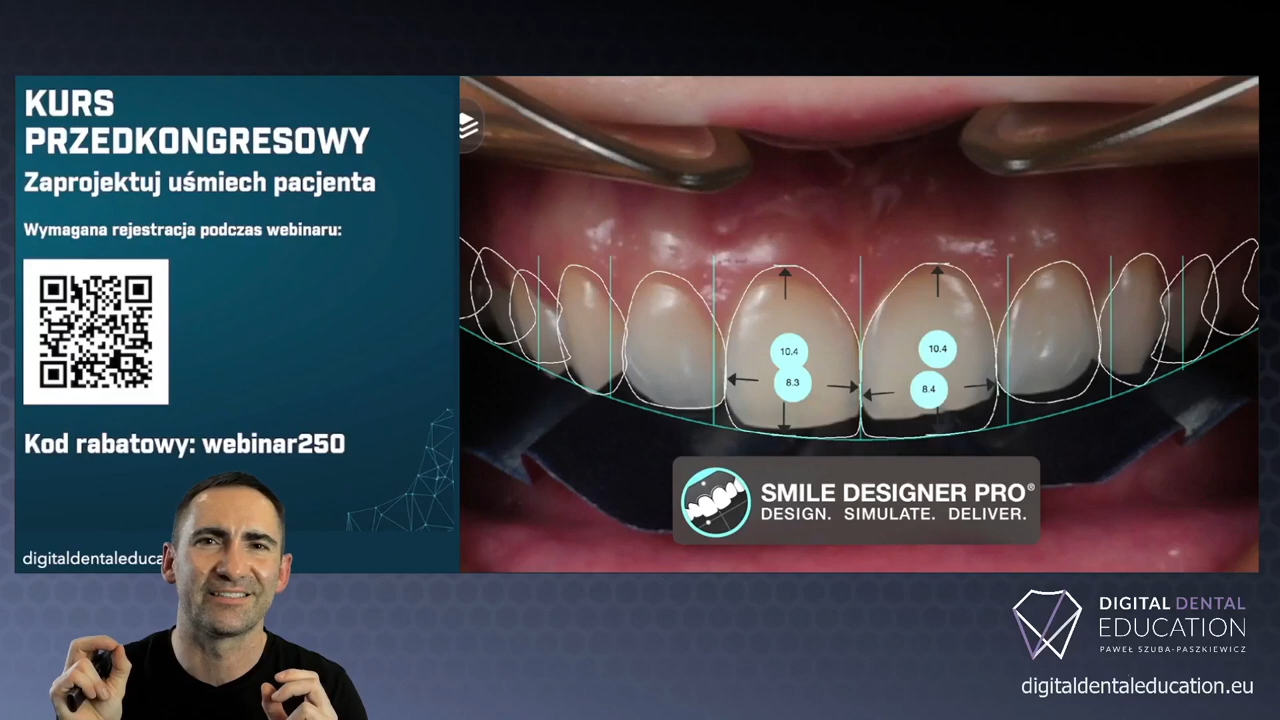 KURS
PRZEDKONGRESOWY
Zaprojektuj uśmiech pacjenta
Wymagana rejestracja podczas webinaru:
Kod rabatowy: webinar250
digitaldentaleduca
10.4
8.3
10.4
8.4
SMILE DESIGNER PRO®
DESIGN. SIMULATE. DELIVER.
DIGITAL DENTAL
EDUCATION
PAWEŁ SZUBA-PASZKIEWICZ
digitaldentaleducation.eu